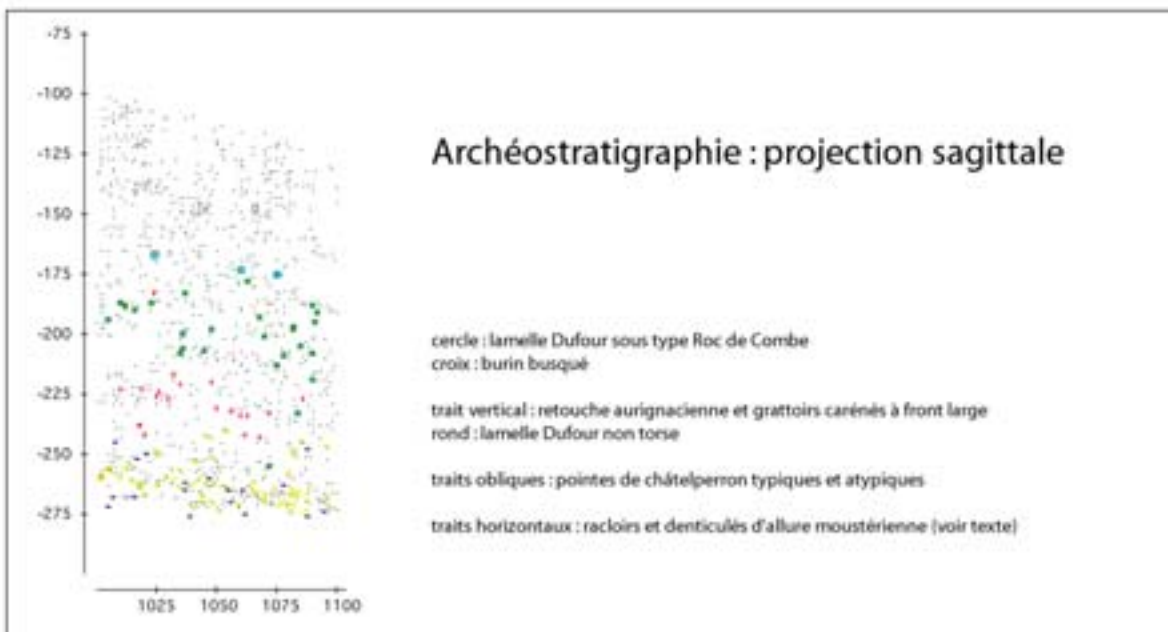 -75
-100
-125
-150
-175
-200
-225
-250
-275
1025 1050 1075 1100
Archéostratigraphie : projection sagittale
cercle : lamelle Dufour sous type Roc de Combe
croix : burin busqué
trait vertical : retouche aurignacienne et grattoirs carénés à front large
rond : lamelle Dufour non torse
traits obliques : pointes de châtelperron typiques et atypiques
traits horizontaux : racloirs et denticulés d'allure moustérienne (voir texte)